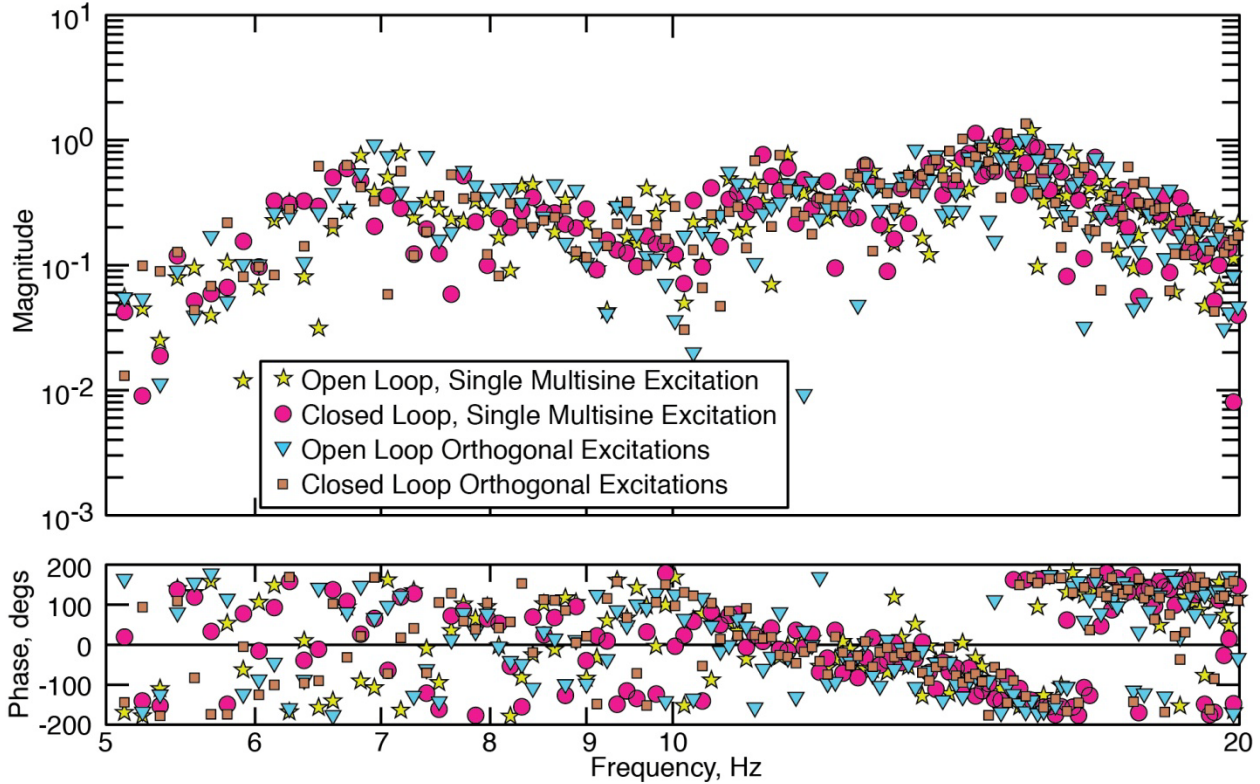 10^1
10^0
10^-1
10^-2
10^-3
Magnitude
Open Loop, Single Multisine Excitation
Closed Loop, Single Multisine Excitation
Open Loop Orthogonal Excitations
Closed Loop Orthogonal Excitations
200
100
0
-100
-200
Phase, degs
5 6 7 8 9 10 20
Frequency, Hz